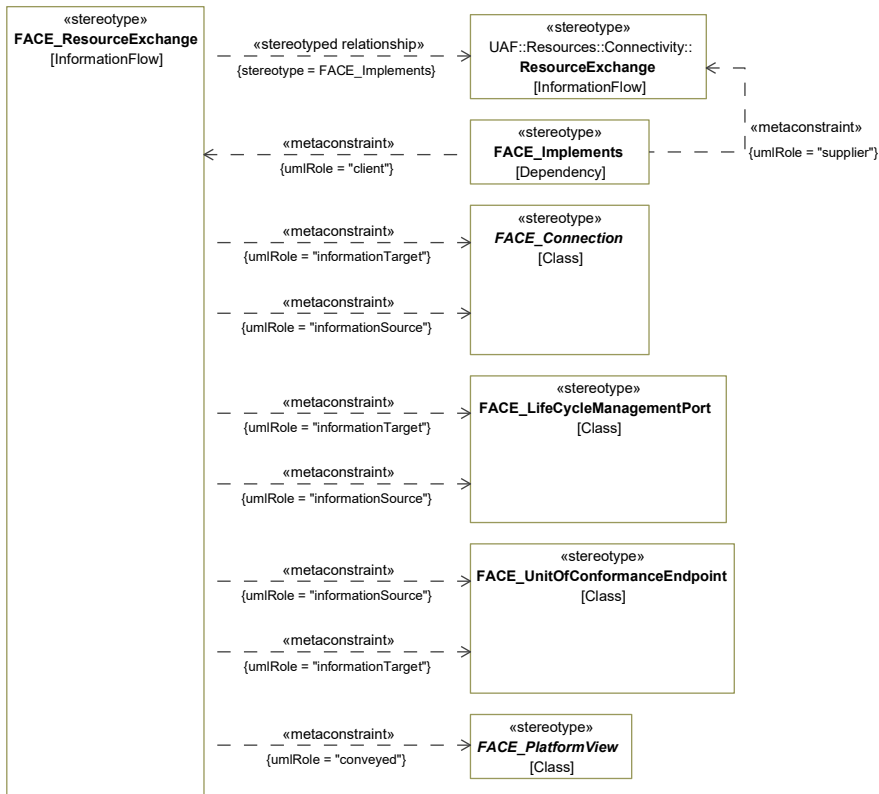 «stereotype»
FACE_ResourceExchange
[InformationFlow]
«stereotyped relationship»
{stereotype = FACE_Implements}
«stereotype»
UAF::Resources::Connectivity::
ResourceExchange
[InformationFlow]
«metaconstraint»
{umlRole = "supplier"}
«metaconstraint»
{umlRole = "client"}
«stereotype»
FACE_Implements
[Dependency]
«metaconstraint»
{umlRole = "informationTarget"}
«metaconstraint»
{umlRole = "informationSource"}
«stereotype»
FACE_Connection
[Class]
«metaconstraint»
{umlRole = "informationTarget"}
«metaconstraint»
{umlRole = "informationSource"}
«stereotype»
FACE_LifeCycleManagementPort
[Class]
«metaconstraint»
{umlRole = "informationSource"}
«metaconstraint»
{umlRole = "informationTarget"}
«stereotype»
FACE_UnitOfConformanceEndpoint
[Class]
«metaconstraint»
{umlRole = "conveyed"}
«stereotype»
FACE_PlatformView
[Class]